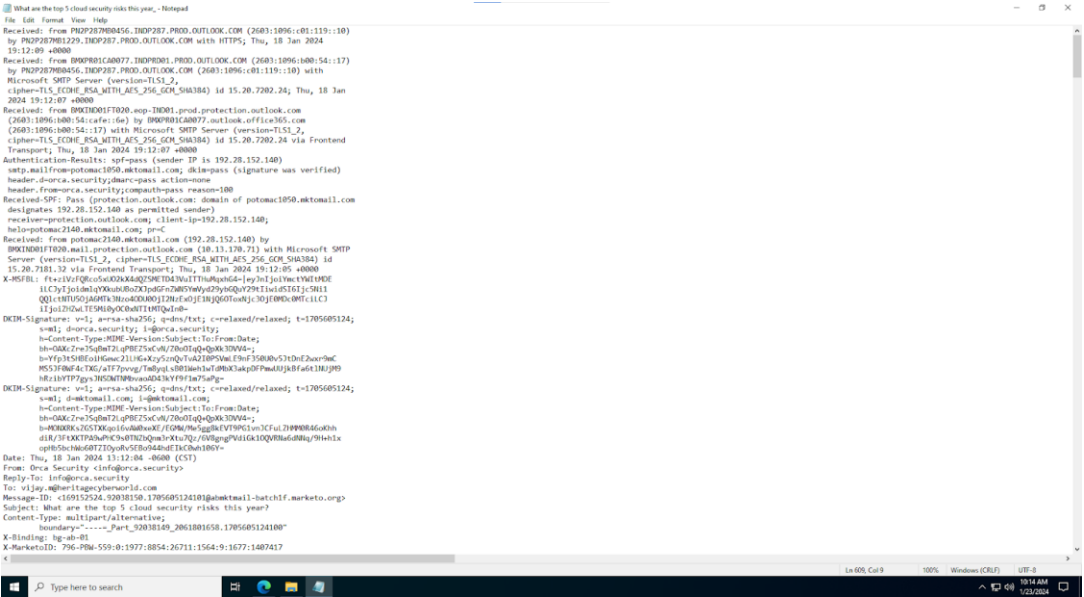 What are the top 5 cloud security risks this year_ - Notepad
File Edit Format View Help
Received: from PN2P287MB0456.INDP287.PROD.OUTLOOK.COM (2603:1096:c01:119::10)
by PN2P287MB1229.INDP287.PROD.OUTLOOK.COM with HTTPS; Thu, 18 Jan 2024
19:12:09 +0000
Received: from BMXPR01CA0077.INDPRD01.PROD.OUTLOOK.COM (2603:1096:b00:54::17)
by PN2P287MB0456.INDP287.PROD.OUTLOOK.COM (2603:1096:c01:119::10) with
Microsoft SMTP Server (version=TLS1_2,
cipher=TLS_ECDHE_RSA_WITH_AES_256_GCM_SHA384) id 15.20.7202.24; Thu, 18 Jan
2024 19:12:07 +0000
Received: from BMXIND01FT020.eop-IND01.prod.protection.outlook.com
(2603:1096:b00:54:cafe::6e) by BMXPR01CA0077.outlook.office365.com
(2603:1096:b00:54::17) with Microsoft SMTP Server (version=TLS1_2,
cipher=TLS_ECDHE_RSA_WITH_AES_256_GCM_SHA384) id 15.20.7202.24 via Frontend
Transport; Thu, 18 Jan 2024 19:12:07 +0000
Authentication-Results: spf=pass (sender IP is 192.28.152.140)
smtp.mailfrom=potomac1050.mktomail.com; dkim=pass (signature was verified)
header.d=orca.security;dmarc=pass action=none
header.from=orca.security;compauth=pass reason=100
Received-SPF: Pass (protection.outlook.com: domain of potomac1050.mktomail.com
designates 192.28.152.140 as permitted sender)
receiver=protection.outlook.com; client-ip=192.28.152.140;
helo=potomac2140.mktomail.com; pr=C
Received: from potomac2140.mktomail.com (192.28.152.140) by
BMXIND01FT020.mail.protection.outlook.com (10.13.170.71) with Microsoft SMTP
Server (version=TLS1_2, cipher=TLS_ECDHE_RSA_WITH_AES_256_GCM_SHA384) id
15.20.7181.32 via Frontend Transport; Thu, 18 Jan 2024 19:12:05 +0000
X-MSFBL:
DKIM-Signature: v=1; a=rsa-sha256; q=dns/txt; c=relaxed/relaxed; t=1705605124;
s=m1; d=orca.security; i=@orca.security;
h=Content-Type:MIME-Version:Subject:To:From:Date;
DKIM-Signature: v=1; a=rsa-sha256; q=dns/txt; c=relaxed/relaxed; t=1705605124;
s=m1; d=mktomail.com; i=@mktomail.com;
h=Content-Type:MIME-Version:Subject:To:From:Date;
Date: Thu, 18 Jan 2024 13:12:04 -0600 (CST)
From: Orca Security <info@orca.security>
Reply-To: info@orca.security
To: vijay.m@heritagecyberworld.com
Message-ID: <169152524.92038150.1705605124101@abmktmail-batch1f.marketo.org>
Subject: What are the top 5 cloud security risks this year?
Content-Type: multipart/alternative;
boundary="----=_Part_92038149_2061801658.1705605124100"
X-Binding: bg-ab-01
X-MarketoID: 796-PBW-559:0:1977:8854:26711:1564:9:1677:1407417
Ln 609, Col 9 100% Windows (CRLF) UTF-8
Type here to search
10:14 AM
1/23/2024